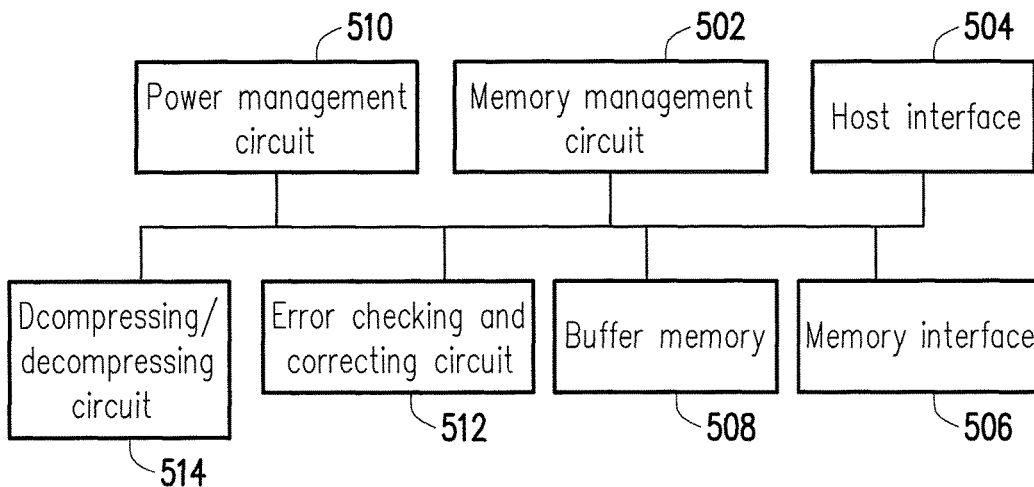 510
502
504
Power management
circuit
Memory management
circuit
Host interface
Dcompressing/
decompressing
circuit
Error checking and
correcting circuit
Buffer memory
Memory interface
512
508
506
514